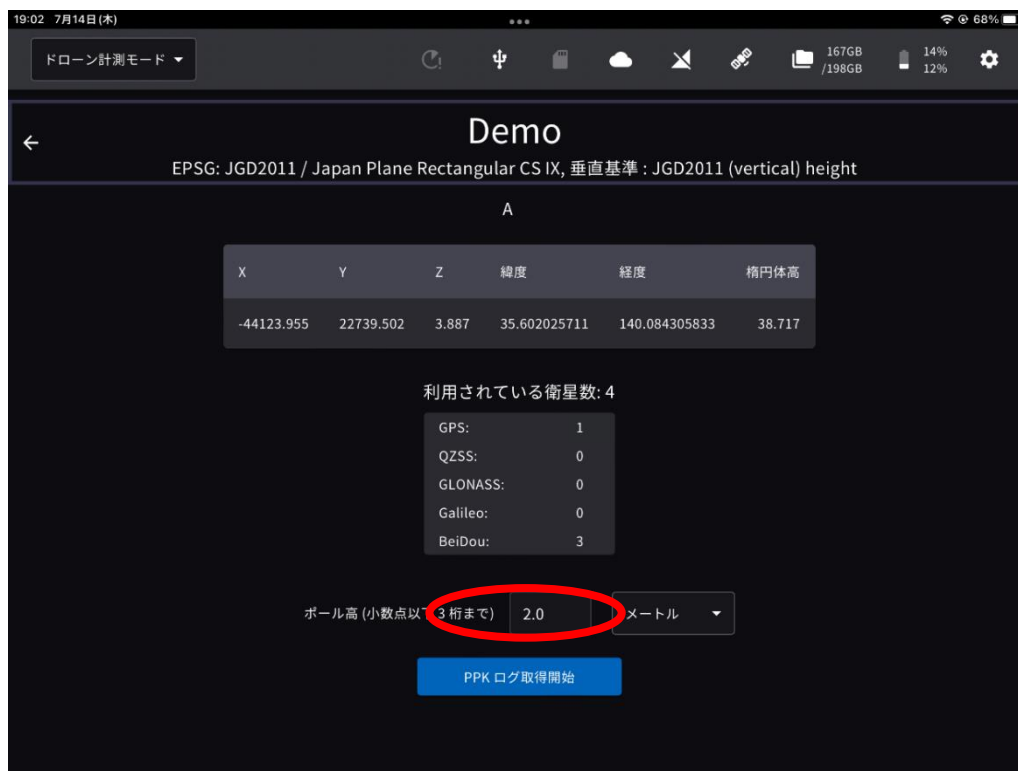 19:02 7月14日(木) 68%
ドローン計測モード 167GB /198GB 14% 12%
Demo
EPSG: JGD2011 / Japan Plane Rectangular CS IX, 垂直基準 : JGD2011 (vertical) height
A
X Y Z 緯度 経度 楕円体高
-44123.955 22739.502 3.887 35.602025711 140.084305833 38.717
利用されている衛星数: 4
GPS: 1
QZSS: 0
GLONASS: 0
Galileo: 0
BeiDou: 3
ポール高 (小数点以下 3 桁まで) 2.0 メートル
PPK ログ取得開始